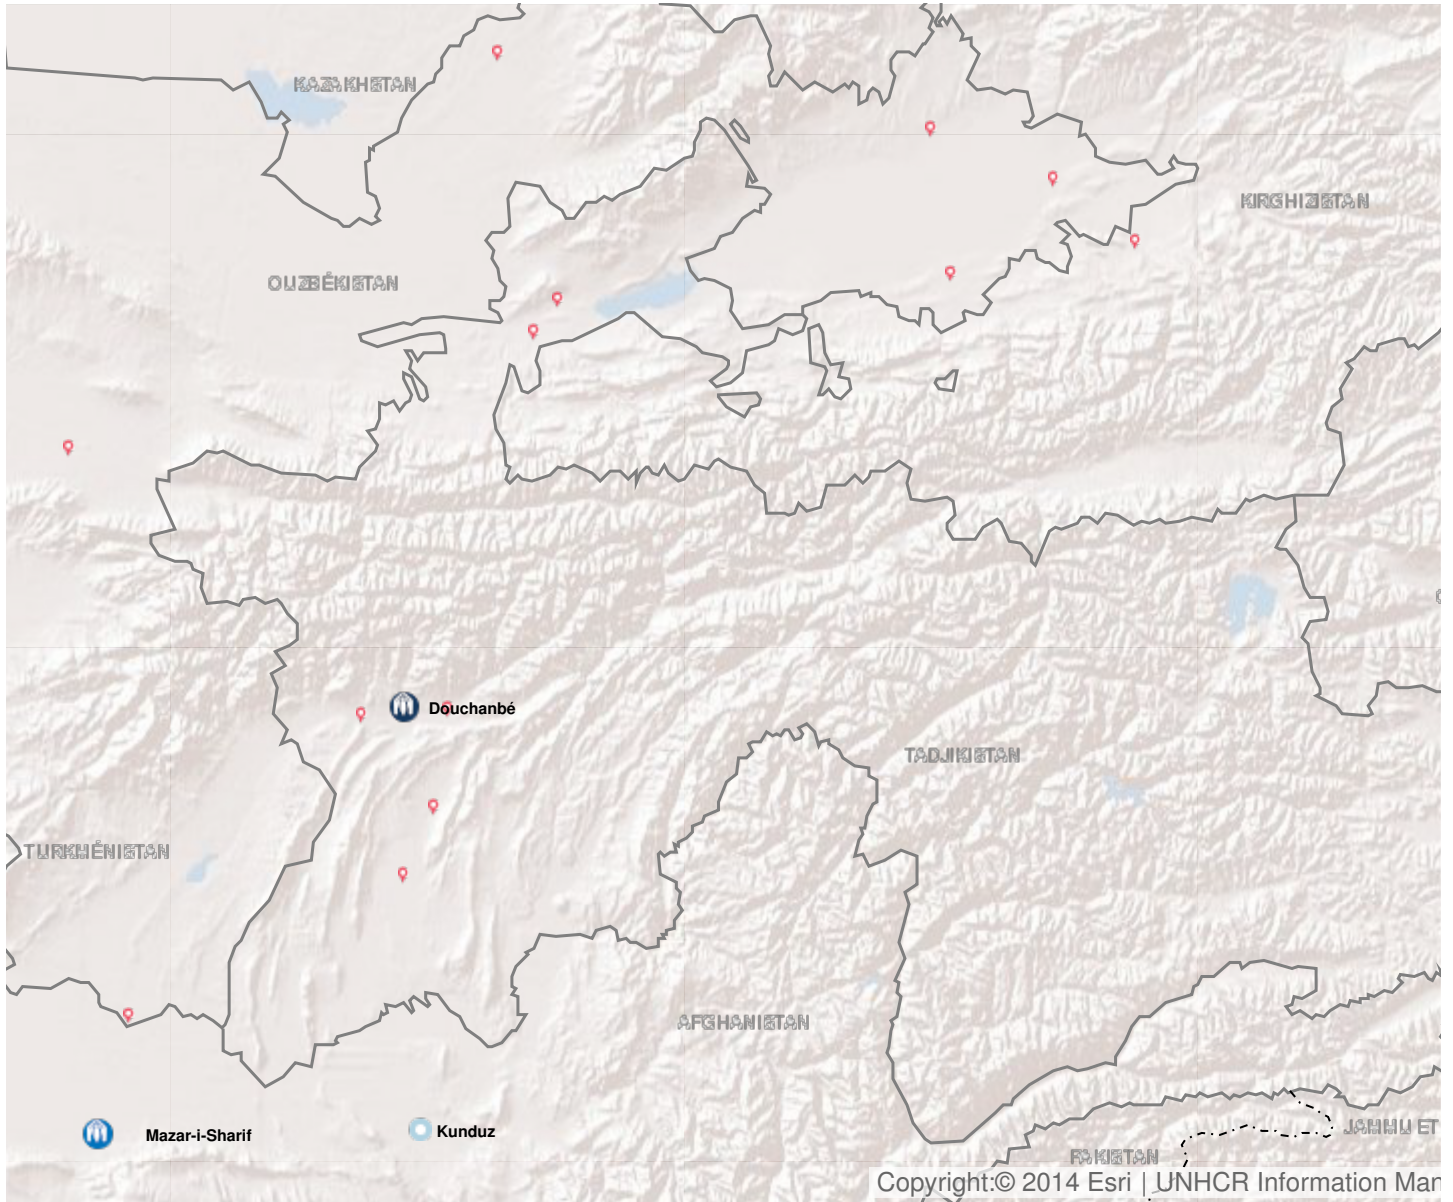 KAZAKHSTAN
KIRGHIZISTAN
OUZBÉKISTAN
Douchanbé
TADJIKISTAN
TURKMÉNISTAN
AFGHANISTAN
Mazar-i-Sharif
Kunduz
JAMMU ET
PAKISTAN
Copyright:© 2014 Esri | UNHCR Information Man